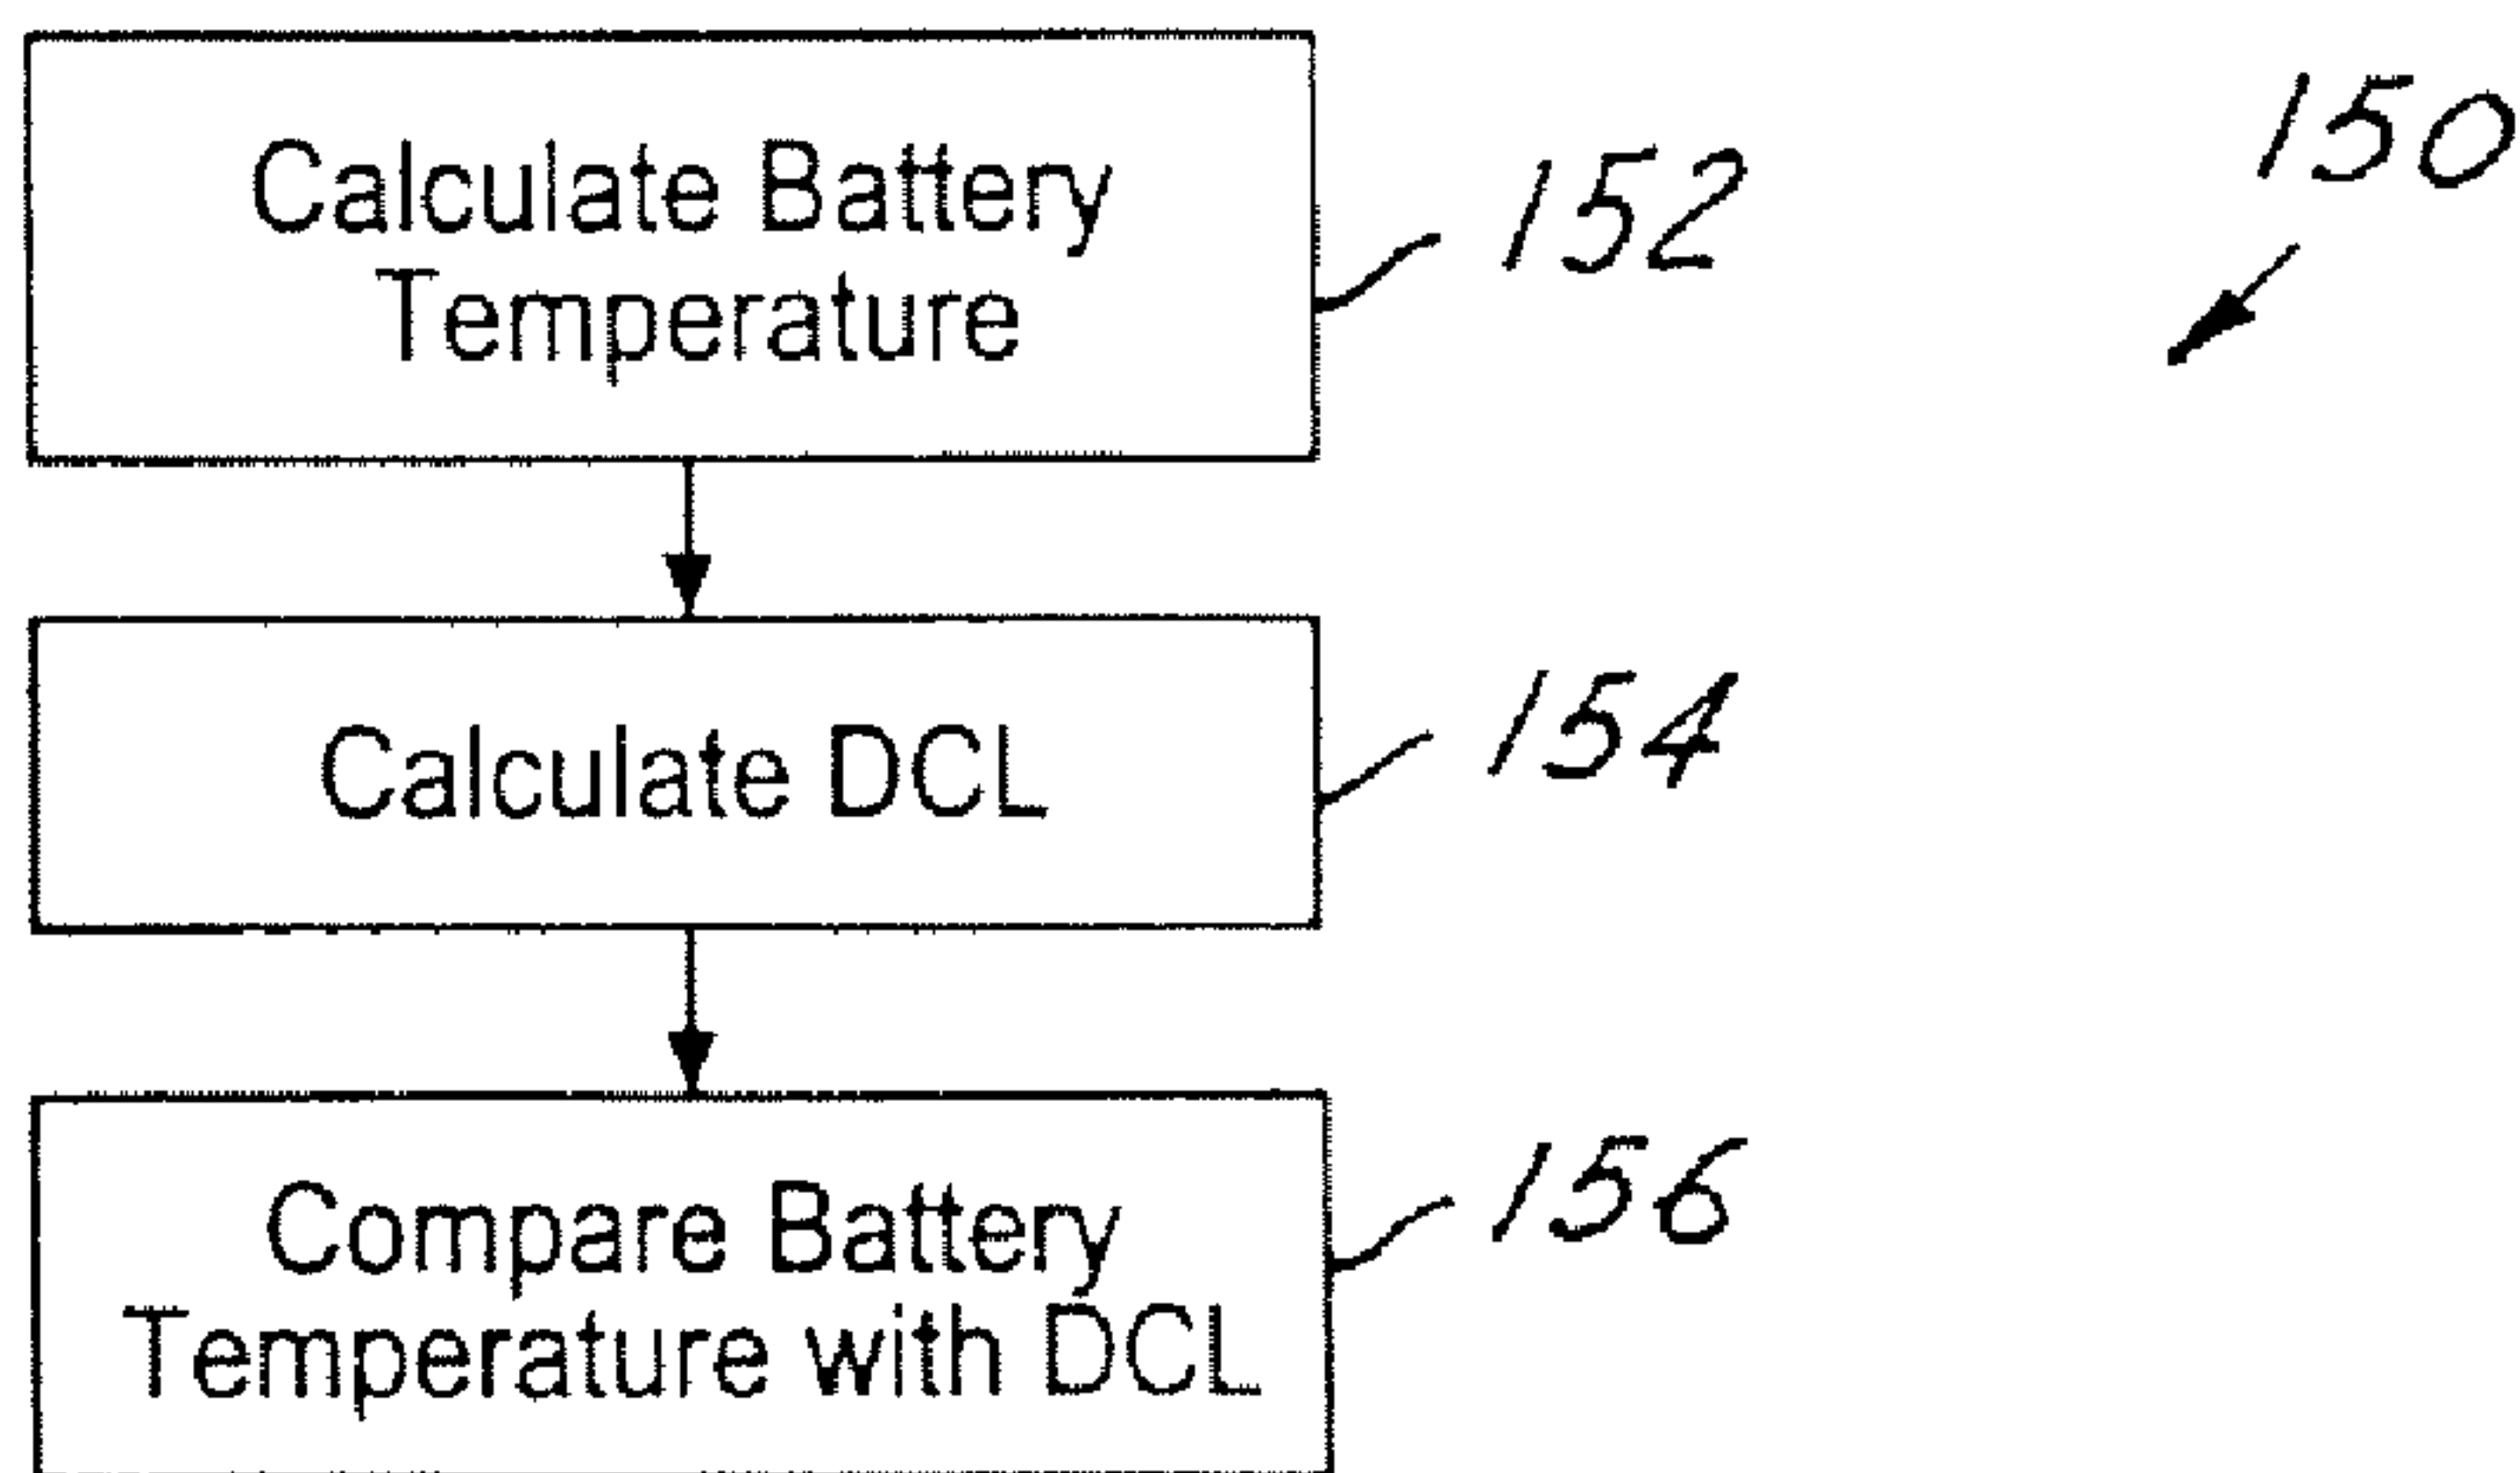 150
Calculate Battery
Temperature
152
Calculate DCL
154
Compare Battery
Temperature with DCL
156